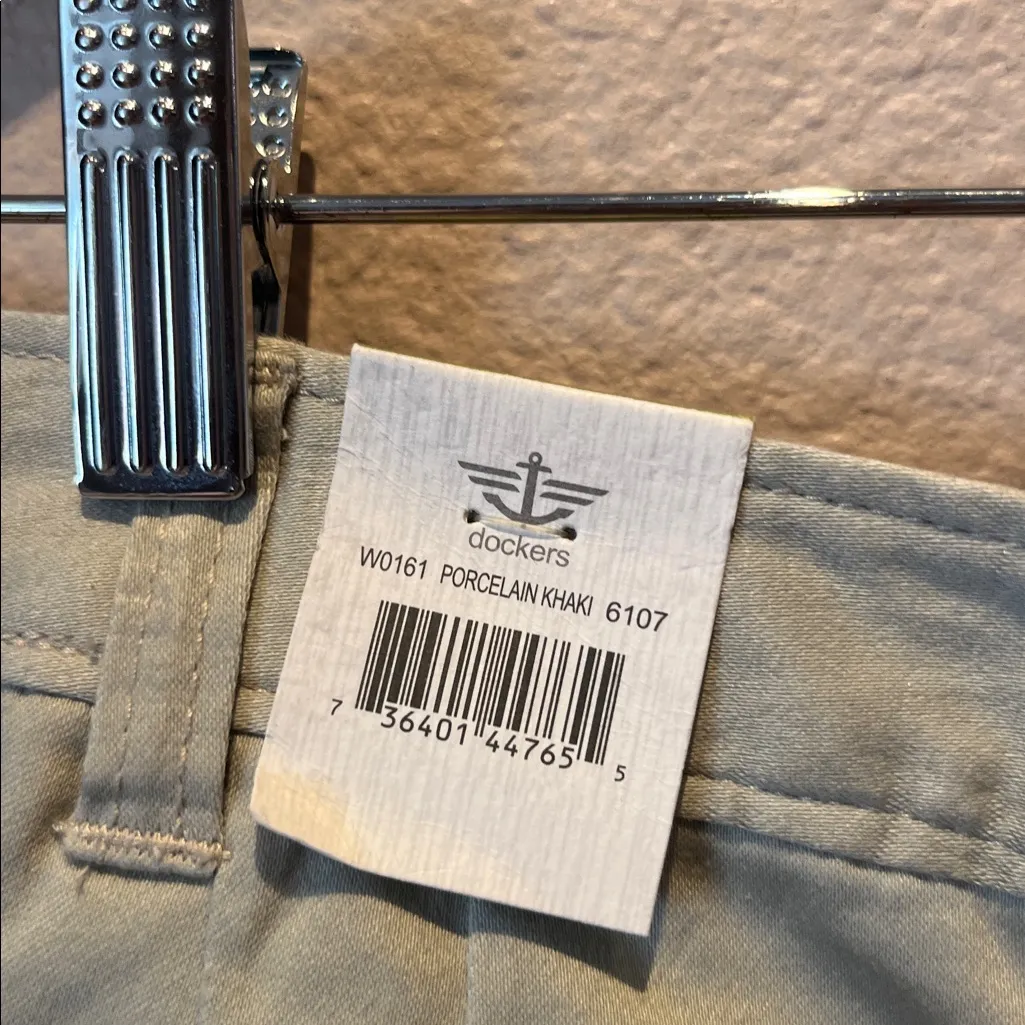 dockers
W0161 PORCELAIN KHAKI 6107
7 36401 44765 5